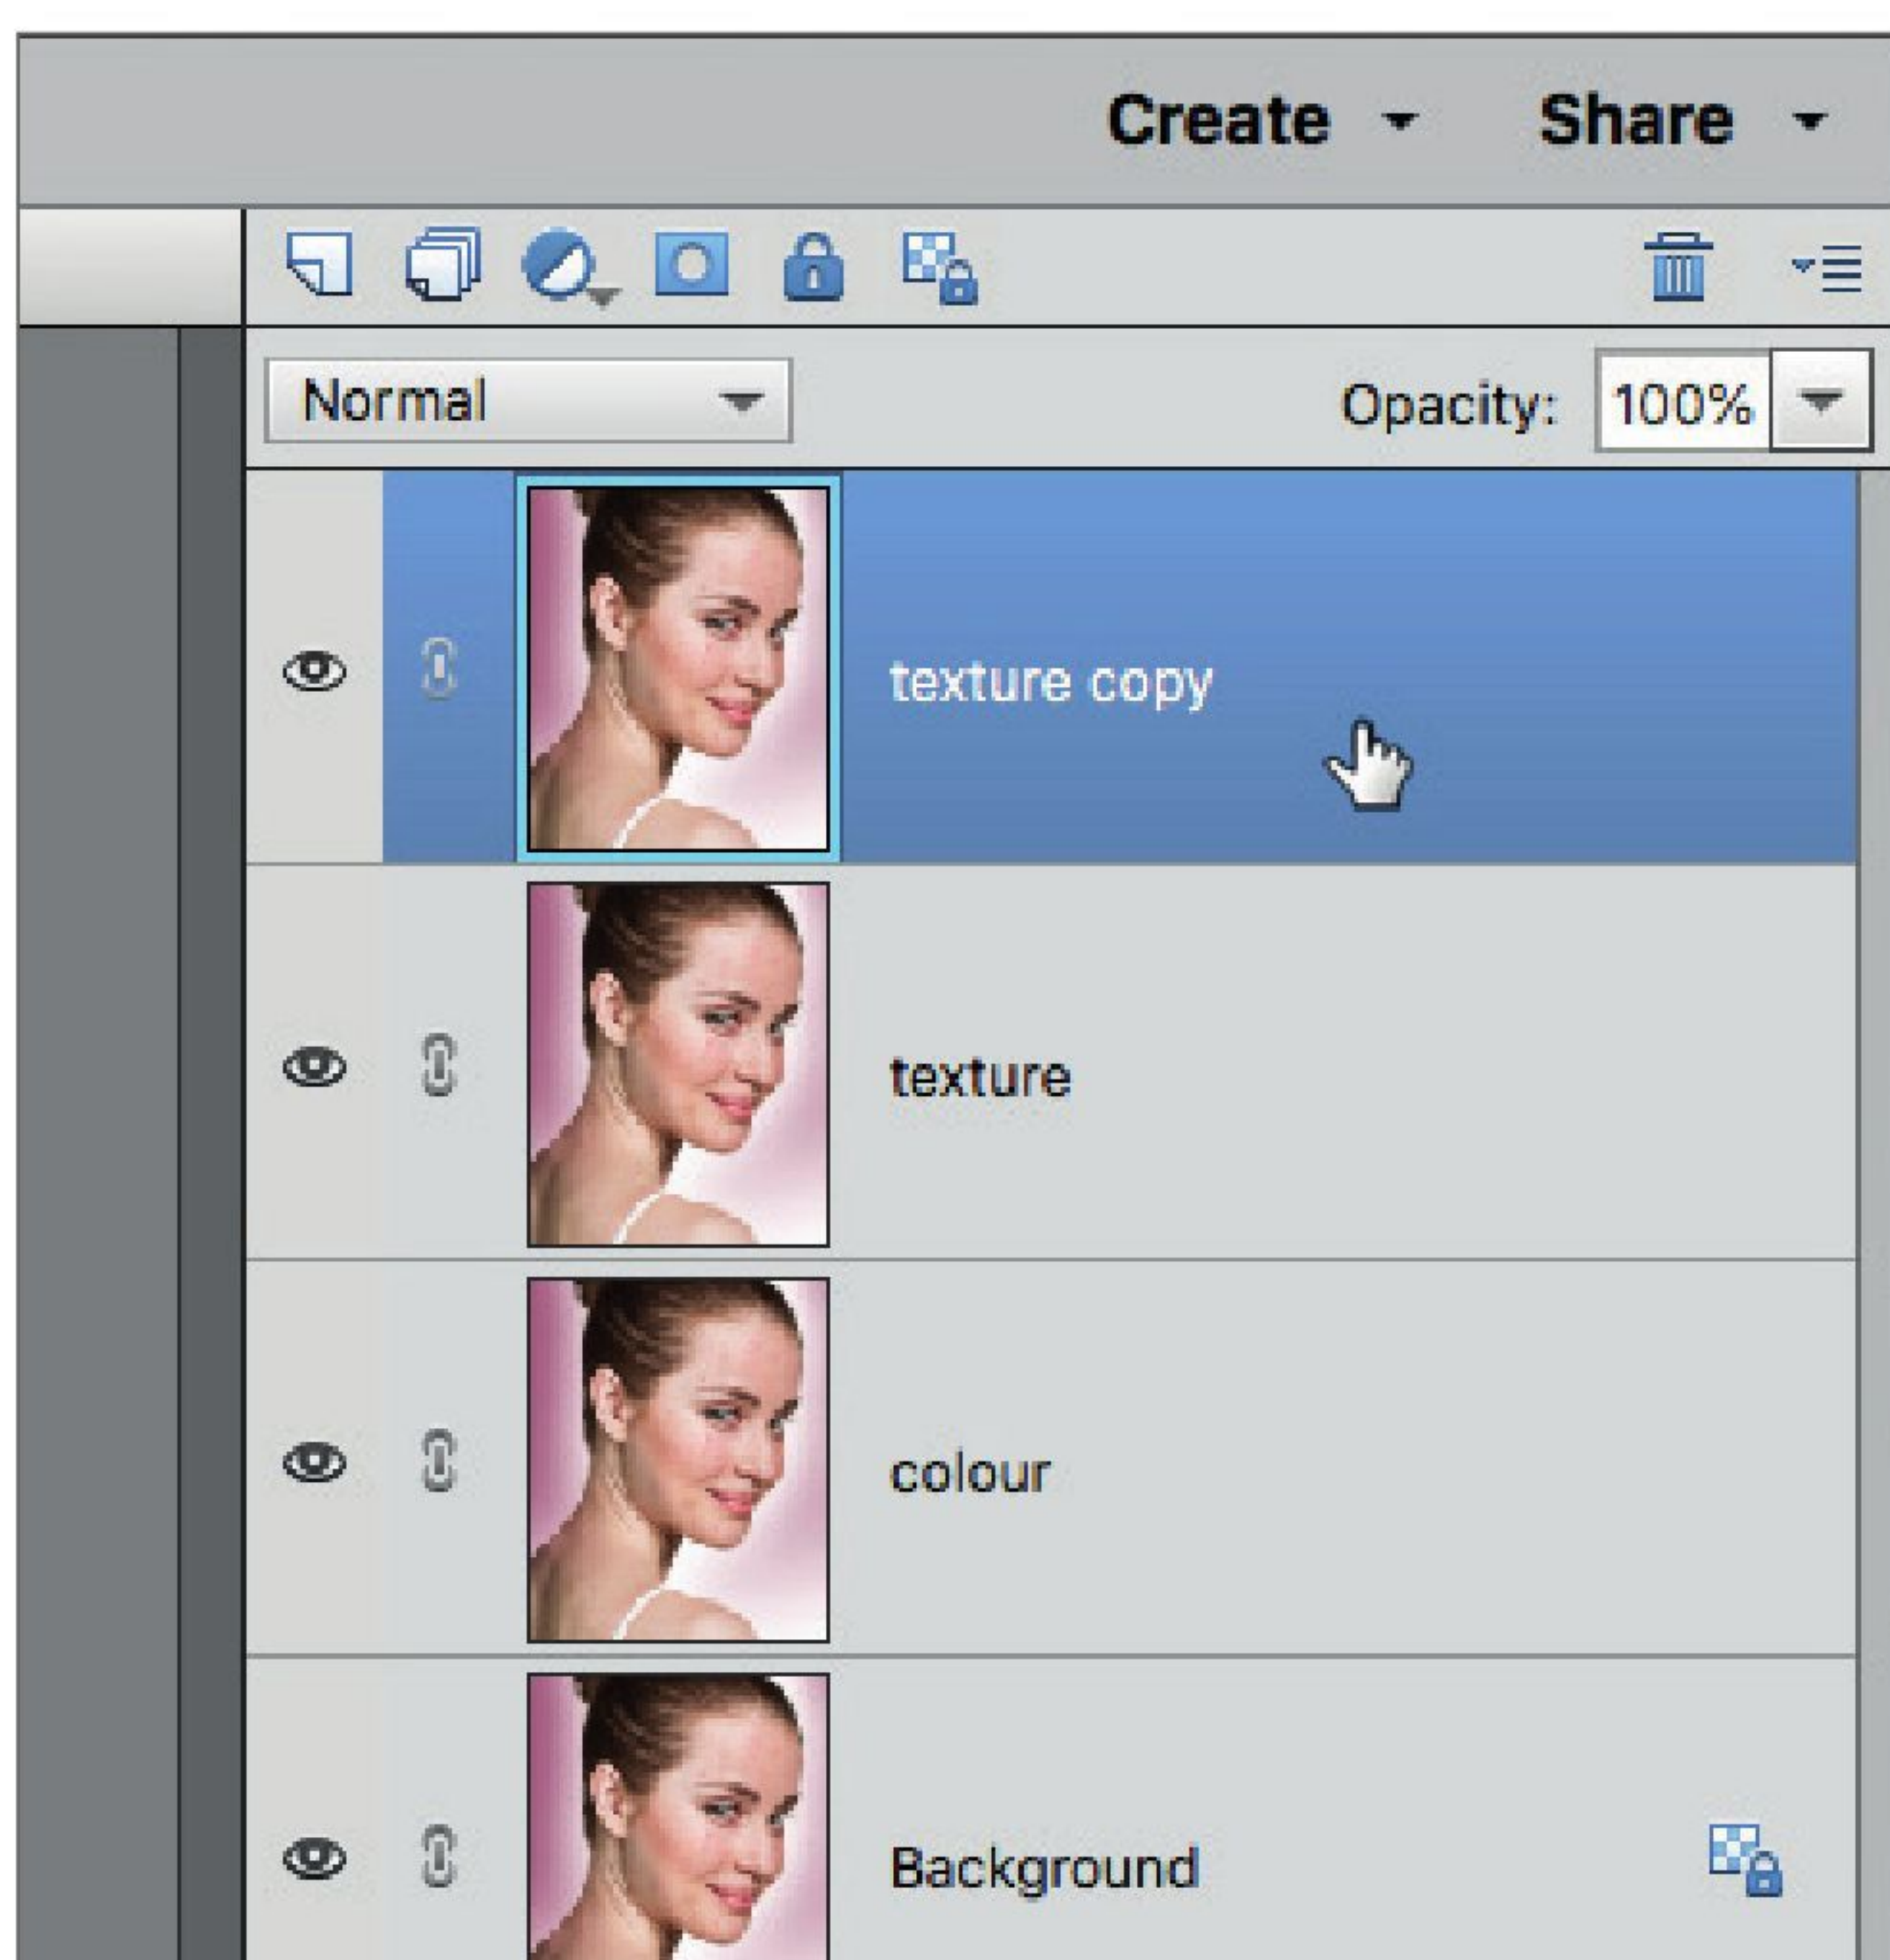 Create Share
Normal Opacity: 100%
texture copy
texture
colour
Background